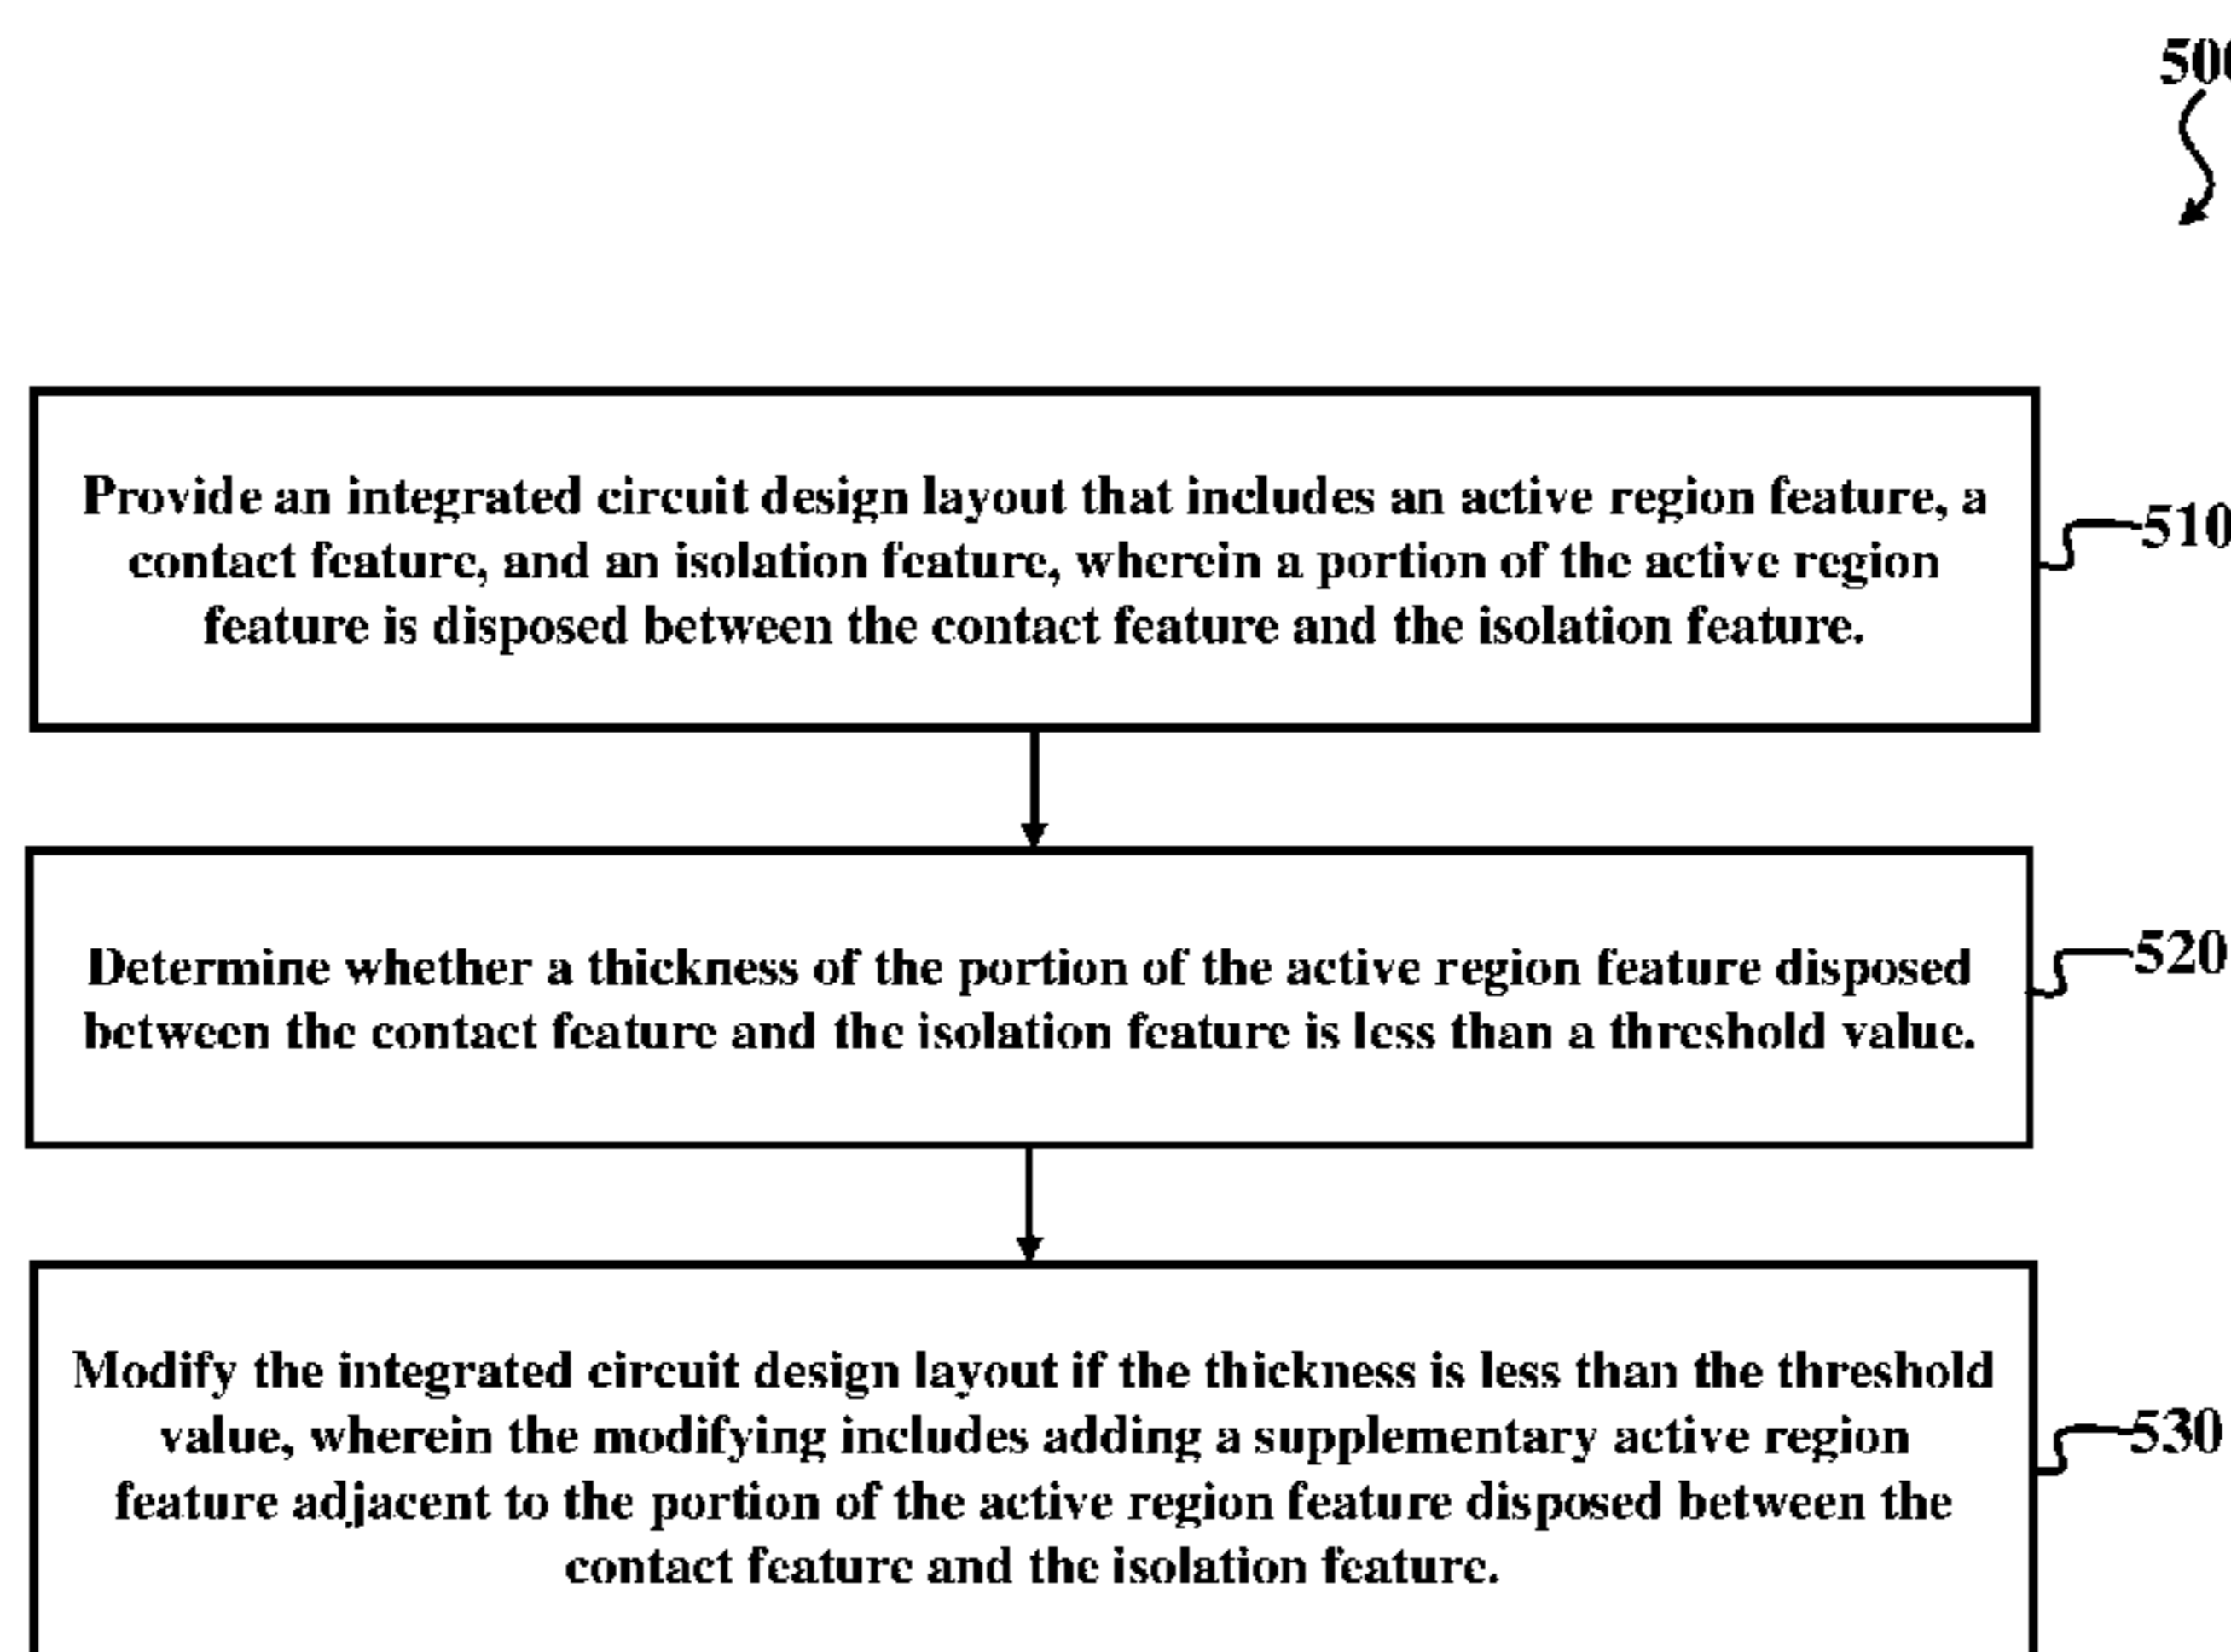 500
Provide an integrated circuit design layout that includes an active region feature, a
contact feature, and an isolation feature, wherein a portion of the active region
feature is disposed between the contact feature and the isolation feature.
510
Determine whether a thickness of the portion of the active region feature disposed
between the contact feature and the isolation feature is less than a threshold value.
520
Modify the integrated circuit design layout if the thickness is less than the threshold
value, wherein the modifying includes adding a supplementary active region
feature adjacent to the portion of the active region feature disposed between the
contact feature and the isolation feature.
530